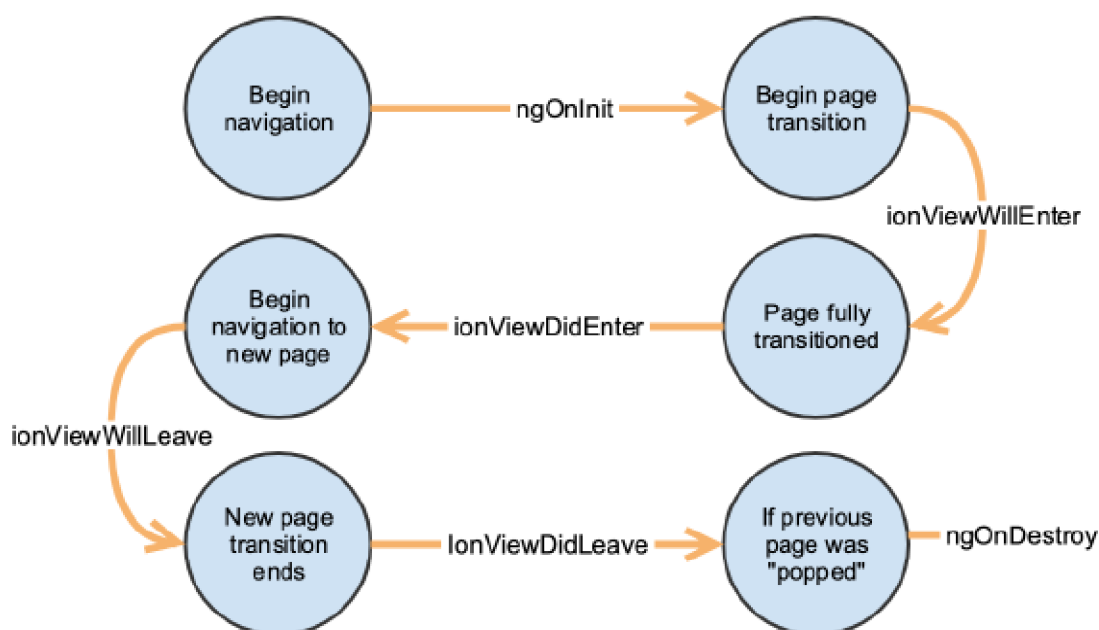 Begin
navigation
ngOnInit
Begin page
transition
ionViewWillEnter
Begin
navigation to
new page
ionViewDidEnter
Page fully
transitioned
ionViewWillLeave
New page
transition
ends
IonViewDidLeave
If previous
page was
"popped"
ngOnDestroy